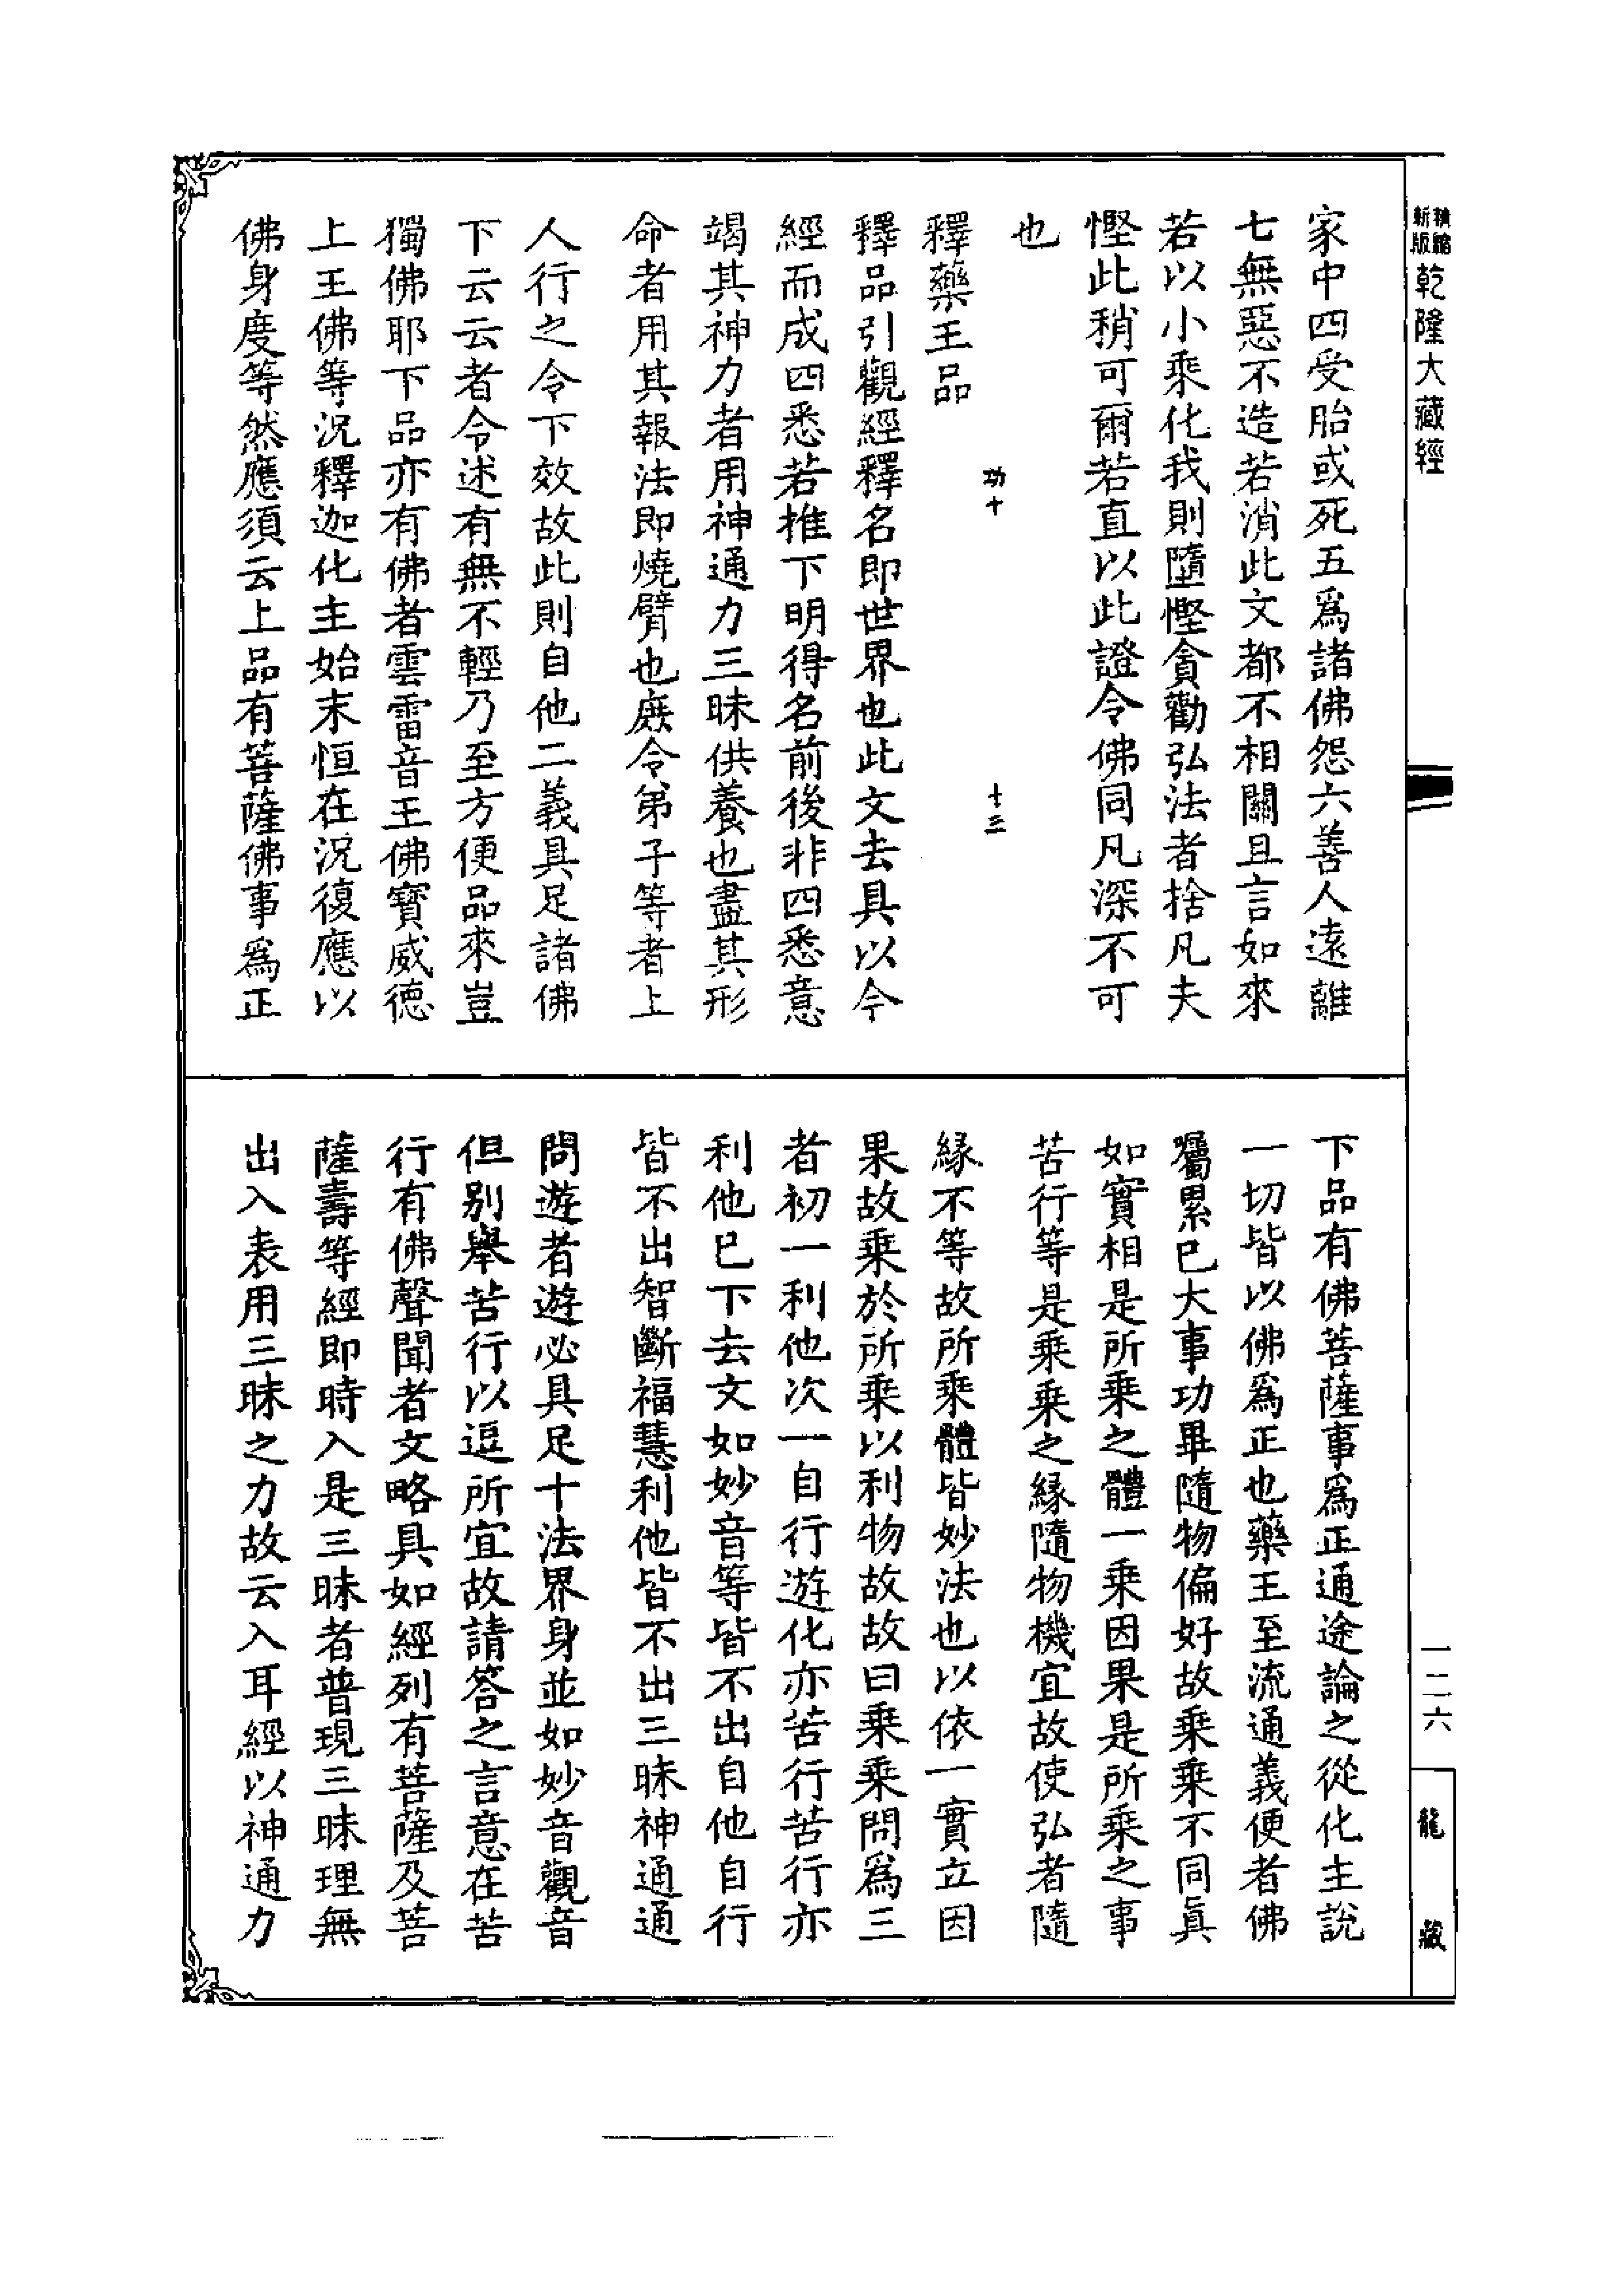 精縮
新版
乾隆大藏經
家中四受胎或死五為諸佛怨六善人遠離
七無惡不造若消此文都不相關且言如來
若以小乘化我則墮慳貪勸弘法者捨凡夫
慳此稍可爾若直以此證令佛同凡深不可
也
功十 十三
釋藥王品
釋品引觀經釋名即世界也此文去具以今
經而成四悉若推下明得名前後非四悉意
竭其神力者用神通力三昧供養也盡其形
命者用其報法即燒臂也庶令弟子等者上
人行之令下效故此則自他二義具足諸佛
下云云者令述有無不輕乃至方便品來豈
獨佛耶下品亦有佛者雲雷音王佛寶威德
上王佛等況釋迦化主始末恒在況復應以
佛身度等然應須云上品有菩薩佛事為正
下品有佛菩薩事為正通途論之從化主說
一切皆以佛為正也藥王至流通義便者佛
囑累已大事功畢隨物偏好故乘乘不同真
如實相是所乘之體一乘因果是所乘之事
苦行等是乘乘之緣隨物機宜故使弘者隨
緣不等故所乘體皆妙法也以依一實立因
果故乘於所乘以利物故故曰乘乘問為三
者初一利他次一自行遊化亦苦行苦行亦
利他已下去文如妙音等皆不出自他自行
皆不出智斷福慧利他皆不出三昧神通通
問遊者遊必具足十法界身並如妙音觀音
但別舉苦行以逗所宜故請答之言意在苦
行有佛聲聞者文略具如經列有菩薩及菩
薩壽等經即時入是三昧者普現三昧理無
出入表用三昧之力故云入耳經以神通力
一二六
龍藏